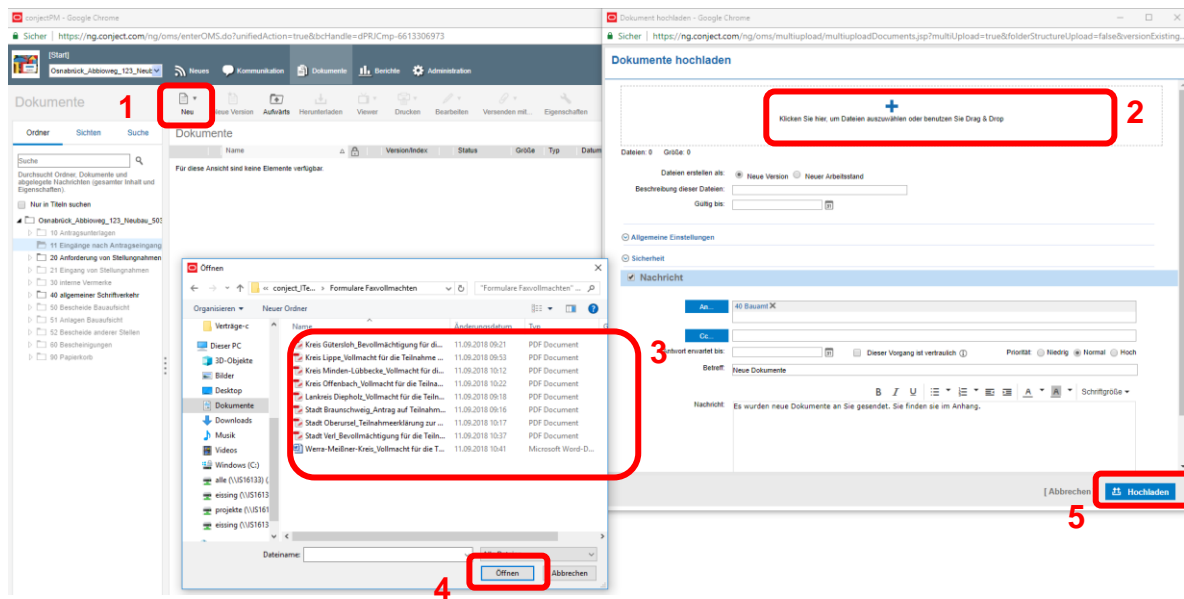 conjectPM - Google Chrome
Sicher | https://ng.conject.com/ng/oms/enterOMS.do?unifiedAction=true&bcHandle=dPRJCmp-6613306973
[Start]
Osnabrück_Abbioweg_123_Neub
Neues
Kommunikation
Dokumente
Berichte
Administration
Dokumente
1
Neu
Neue Version
Aufwärts
Herunterladen
Viewer
Drucken
Bearbeiten
Versenden mit...
Eigenschaften
Ordner
Sichten
Suche
Dokumente
Name
Version/Index
Status
Größe
Typ
Datum
Für diese Ansicht sind keine Elemente verfügbar.
Suche
Durchsucht Ordner, Dokumente und
abgelegte Nachrichten (gesamter Inhalt und
Eigenschaften).
Nur in Titeln suchen
Osnabrück_Abbioweg_123_Neubau_503
10 Antragsunterlagen
11 Eingänge nach Antragseingang
20 Anforderung von Stellungnahmen
21 Eingang von Stellungnahmen
30 interne Vermerke
40 allgemeiner Schriftverkehr
50 Bescheide Bauaufsicht
51 Anlagen Bauaufsicht
52 Bescheide anderer Stellen
60 Bescheinigungen
90 Papierkorb
Öffnen
« conject_ITe... > Formulare Faxvollmachten
"Formulare Faxvollmachten" ...
Organisieren
Neuer Ordner
Verträge-c
Dieser PC
3D-Objekte
Bilder
Desktop
Dokumente
Downloads
Musik
Videos
Windows (C:)
alle (\\IS16133) (
eissing (\\IS1613
projekte (\\IS161
eissing (\\IS1613
Name
Änderungsdatum
Typ
Kreis Gütersloh_Bevollmächtigung für di... 11.09.2018 09:21 PDF Document
Kreis Lippe_Vollmacht für die Teilnahme ... 11.09.2018 09:53 PDF Document
Kreis Minden-Lübbecke_Vollmacht für di... 11.09.2018 10:12 PDF Document
Kreis Offenbach_Vollmacht für die Teilna... 11.09.2018 10:22 PDF Document
Lankreis Diepholz_Vollmacht für die Teiln... 11.09.2018 09:18 PDF Document
Stadt Braunschweig_Antrag auf Teilnahm... 11.09.2018 09:16 PDF Document
Stadt Oberursel_Teilnahmeerklärung zur ... 11.09.2018 10:17 PDF Document
Stadt Verl_Bevollmächtigung für die Teiln... 11.09.2018 10:37 PDF Document
Werra-Meißner-Kreis_Vollmacht für die T... 11.09.2018 10:41 Microsoft Word-D...
3
Dateiname:
Öffnen
Abbrechen
4
Dokument hochladen - Google Chrome
Sicher | https://ng.conject.com/ng/oms/multiupload/multiuploadDocuments.jsp?multiUpload=true&folderStructureUpload=false&versionExisting...
Dokumente hochladen
Klicken Sie hier, um Dateien auszuwählen oder benutzen Sie Drag & Drop
2
Dateien: 0 Größe: 0
Dateien erstellen als: Neue Version Neuer Arbeitsstand
Beschreibung dieser Dateien:
Gültig bis:
Allgemeine Einstellungen
Sicherheit
Nachricht
An... 40 Bauamt
Cc...
ntwort erwartet bis: Dieser Vorgang ist vertraulich Priorität: Niedrig Normal Hoch
Betreff: Neue Dokumente
B I U A A Schriftgröße
Nachricht: Es wurden neue Dokumente an Sie gesendet. Sie finden sie im Anhang.
[ Abbrechen
Hochladen
5